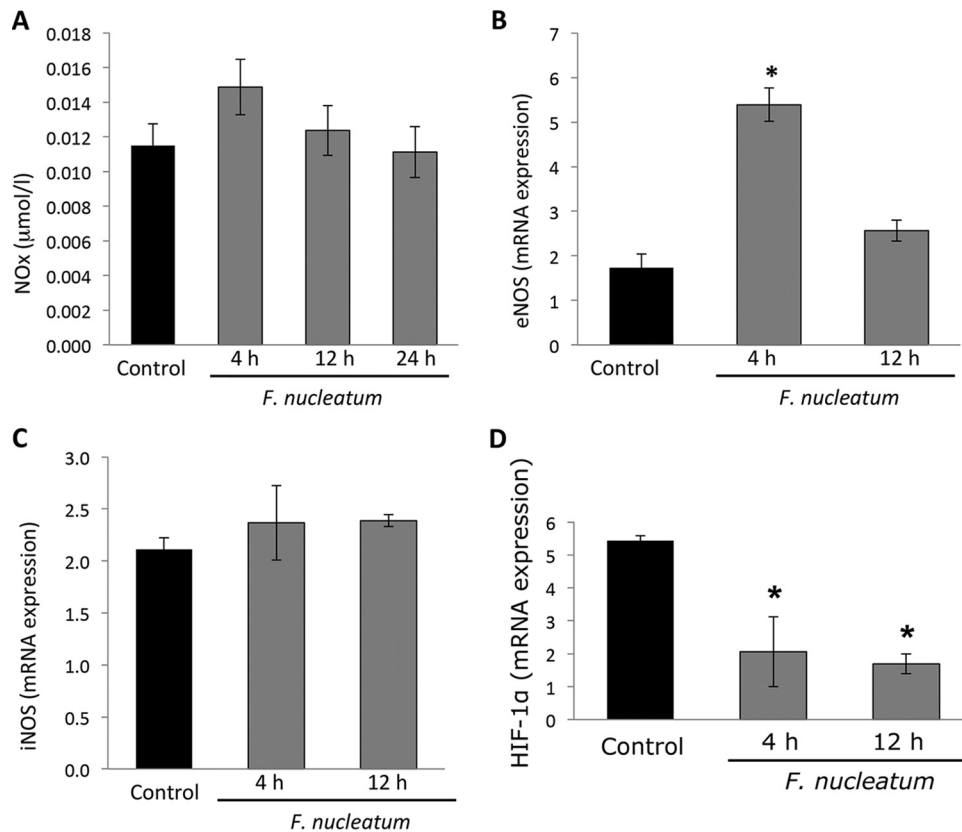 A
NOx (μmol/l)
0.018
0.016
0.014
0.012
0.010
0.008
0.006
0.004
0.002
0.000
Control
4 h
12 h
24 h
F. nucleatum
B
eNOS (mRNA expression)
7
6
5
4
3
2
1
0
*
Control
4 h
12 h
F. nucleatum
C
iNOS (mRNA expression)
3.0
2.5
2.0
1.5
1.0
0.5
0.0
Control
4 h
12 h
F. nucleatum
D
HIF-1α (mRNA expression)
6
5
4
3
2
1
0
*
*
Control
4 h
12 h
F. nucleatum